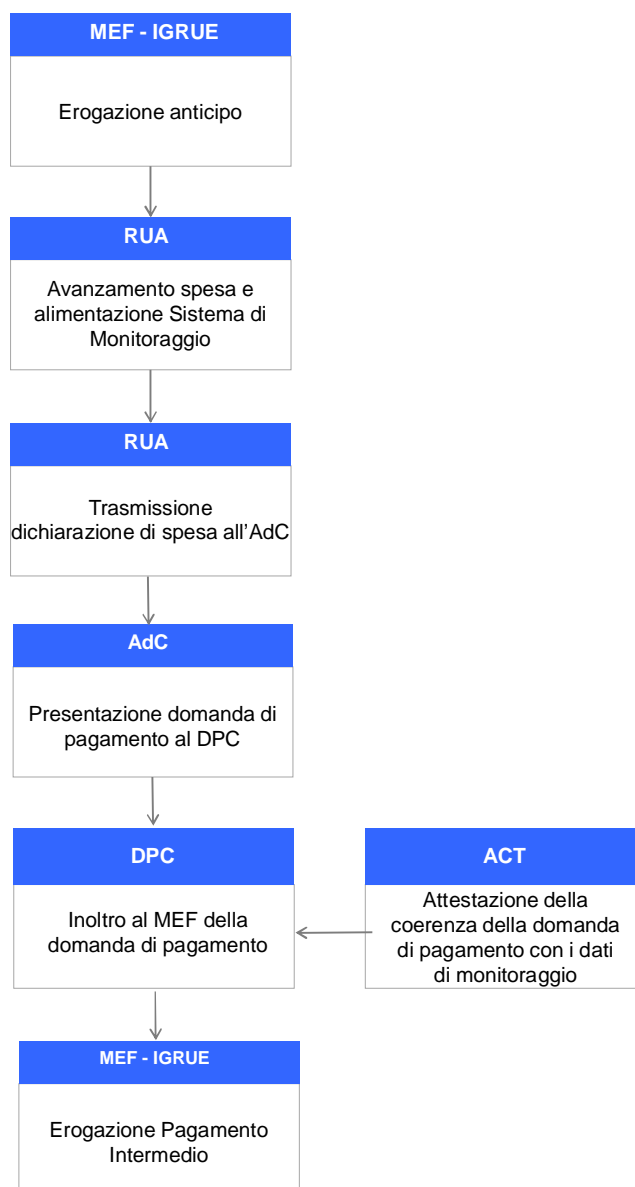 MEF - IGRUE
Erogazione anticipo
RUA
Avanzamento spesa e
alimentazione Sistema di
Monitoraggio
RUA
Trasmissione
dichiarazione di spesa all’AdC
AdC
Presentazione domanda di
pagamento al DPC
DPC
Inoltro al MEF della
domanda di pagamento
ACT
Attestazione della
coerenza della domanda
di pagamento con i dati
di monitoraggio
MEF - IGRUE
Erogazione Pagamento
Intermedio